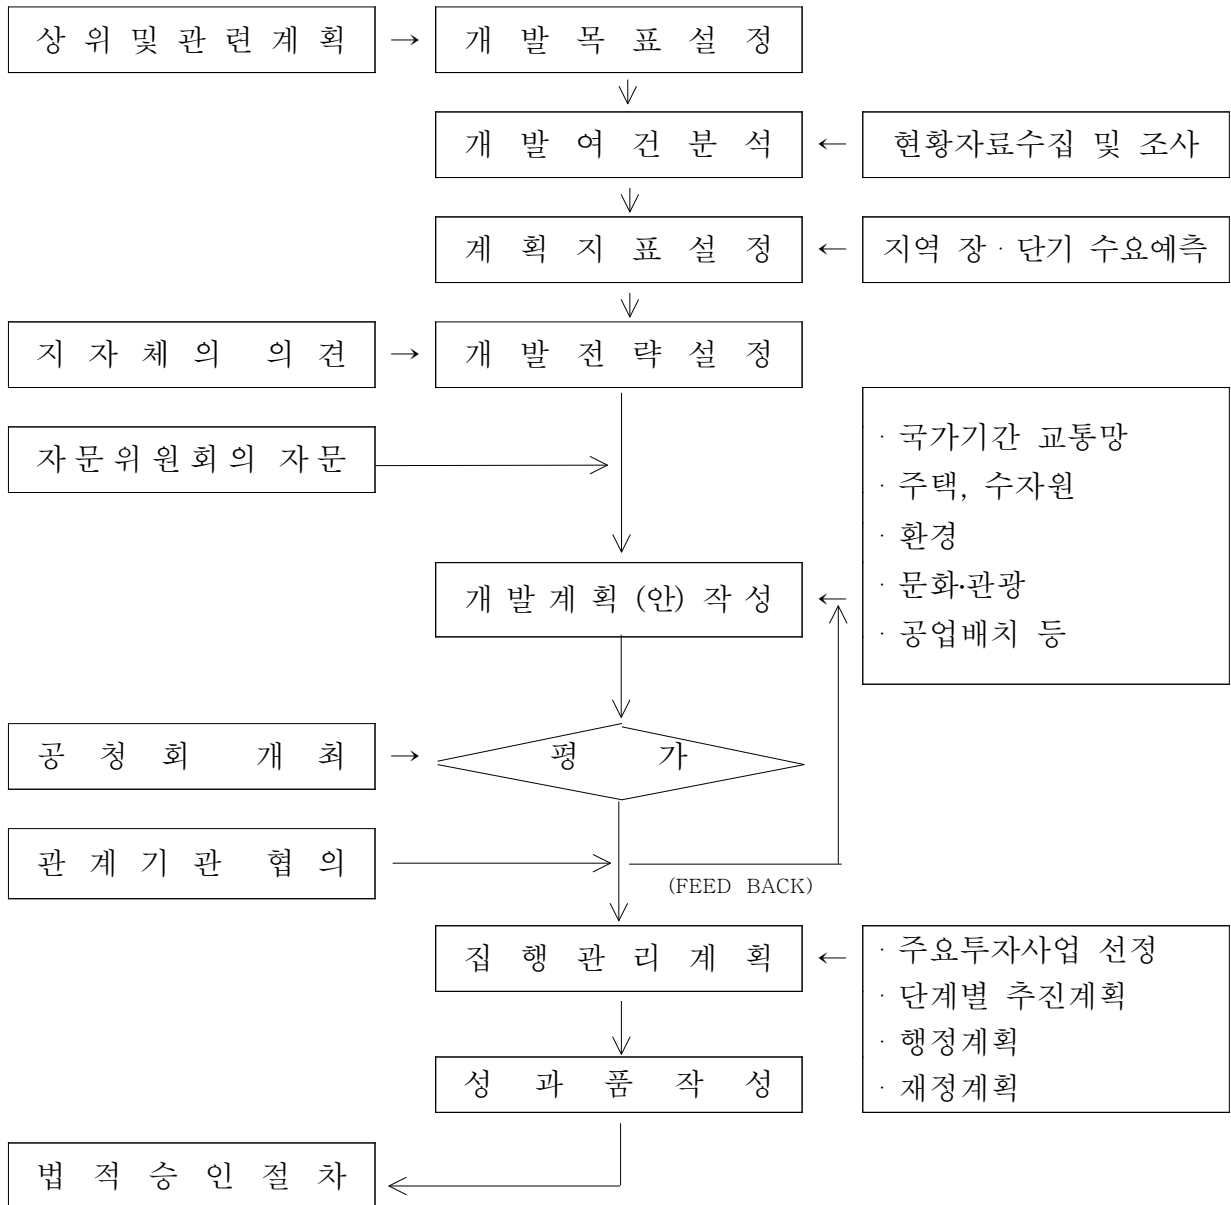 상위및관련계획 → 개발목표설정
개발여건분석 ← 현황자료수집 및 조사
계획지표설정 ← 지역 장·단기 수요예측
지자체의 의견 → 개발전략설정
자문위원회의 자문
· 국가기간 교통망
· 주택, 수자원
· 환경
· 문화·관광
· 공업배치 등
개발계획(안)작성 ←
공청회 개최 → 평가
관계기관 협의
(FEED BACK)
집행관리계획 ←
· 주요투자사업 선정
· 단계별 추진계획
· 행정계획
· 재정계획
성과품작성
법적승인절차